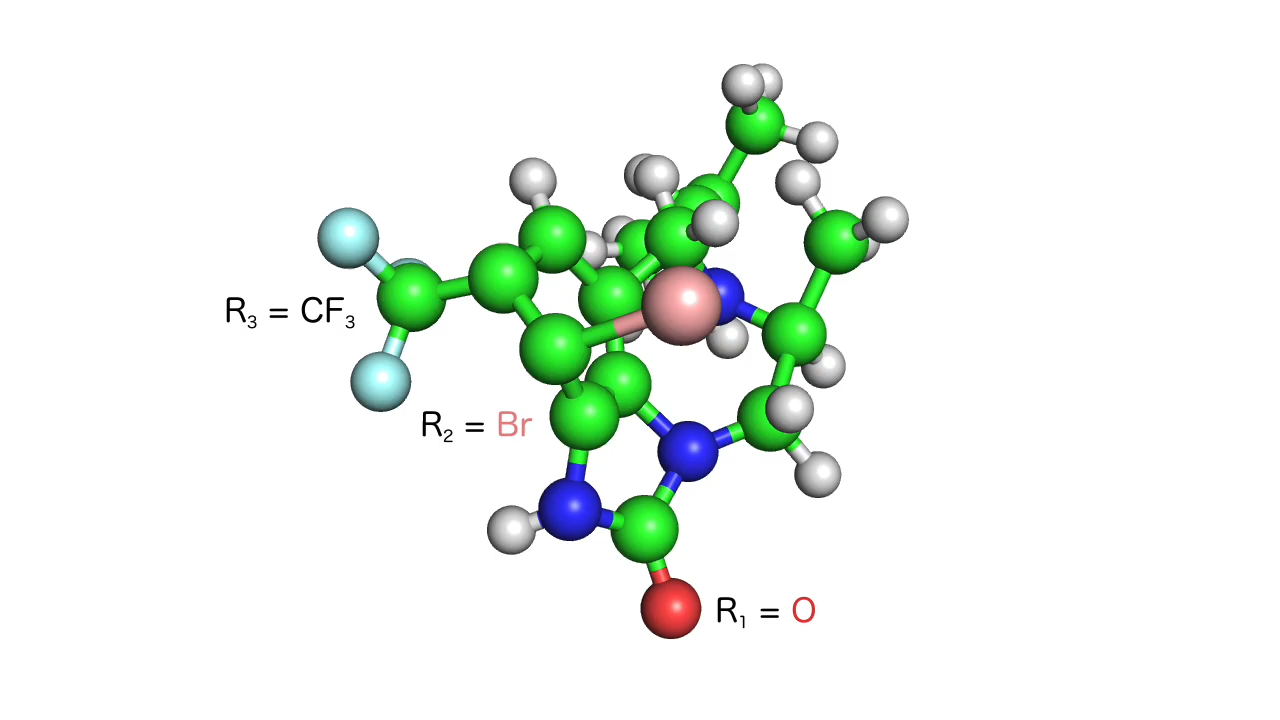 R₃ = CF₃
R₂ = Br
R₁ = O